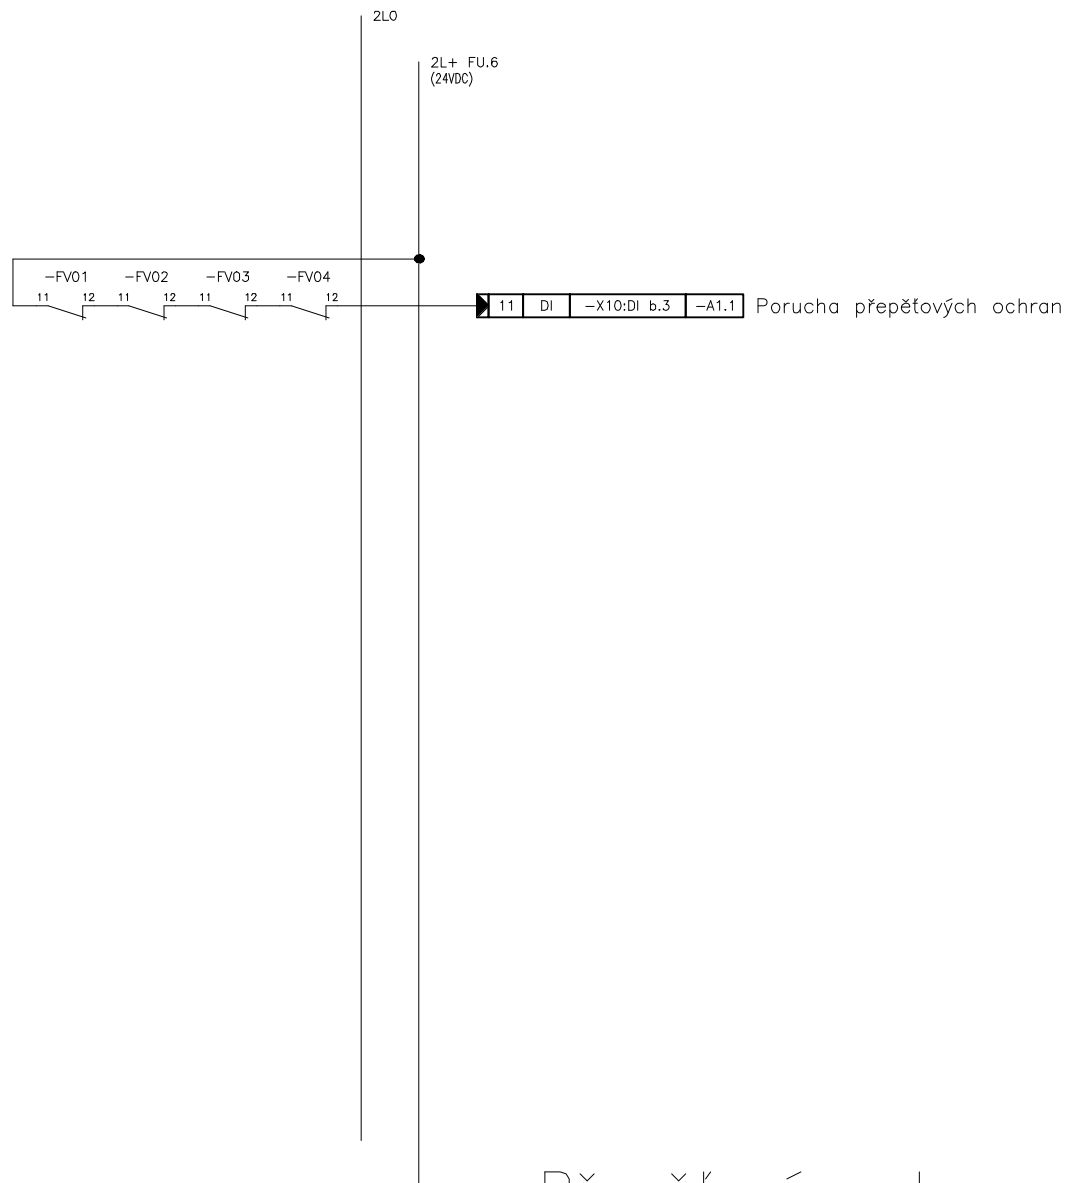 2L0
2L+ FU.6
(24VDC)
-FV01 -FV02 -FV03 -FV04
11 12 11 12 11 12 11 12
11 DI -X10:DI b.3 -A1.1 Porucha přepěťových ochran